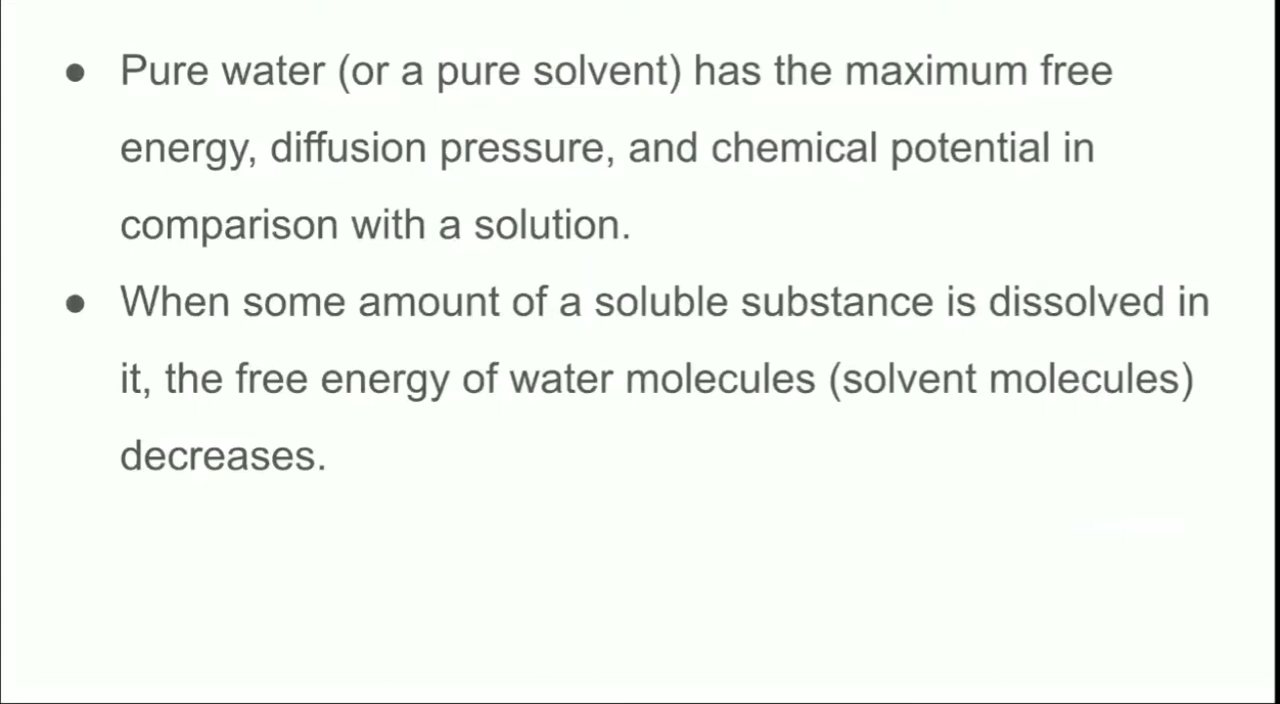 ● Pure water (or a pure solvent) has the maximum free
energy, diffusion pressure, and chemical potential in
comparison with a solution.
● When some amount of a soluble substance is dissolved in
it, the free energy of water molecules (solvent molecules)
decreases.